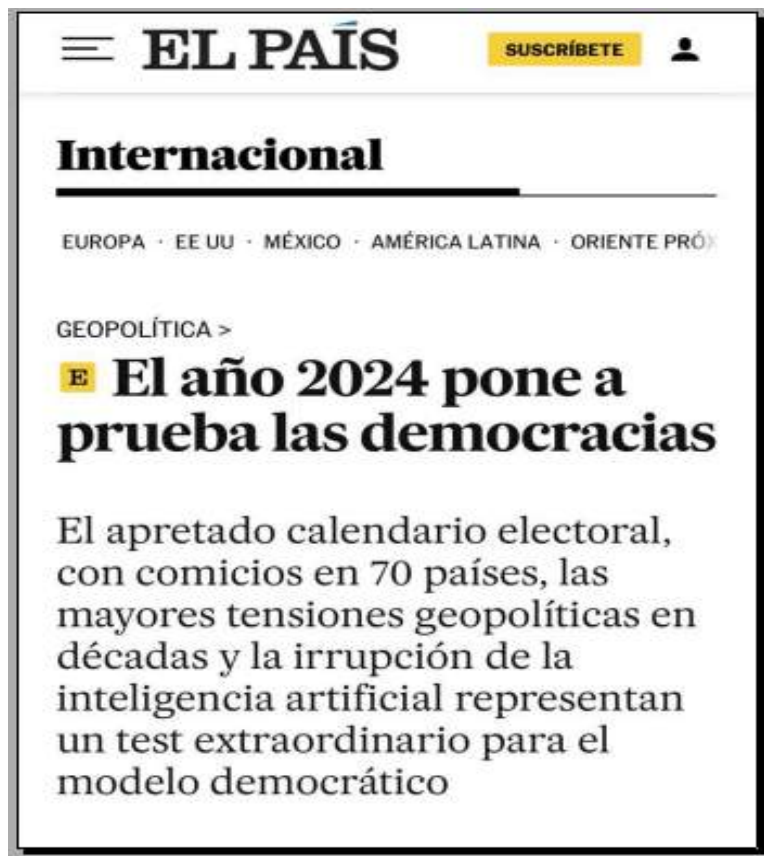 EL PAÍS
SUSCRÍBETE
Internacional
EUROPA · EE UU · MÉXICO · AMÉRICA LATINA · ORIENTE
GEOPOLÍTICA >
E El año 2024 pone a
prueba las democracias
El apretado calendario electoral,
con comicios en 70 países, las
mayores tensiones geopolíticas en
décadas y la irrupción de la
inteligencia artificial representan
un test extraordinario para el
modelo democrático